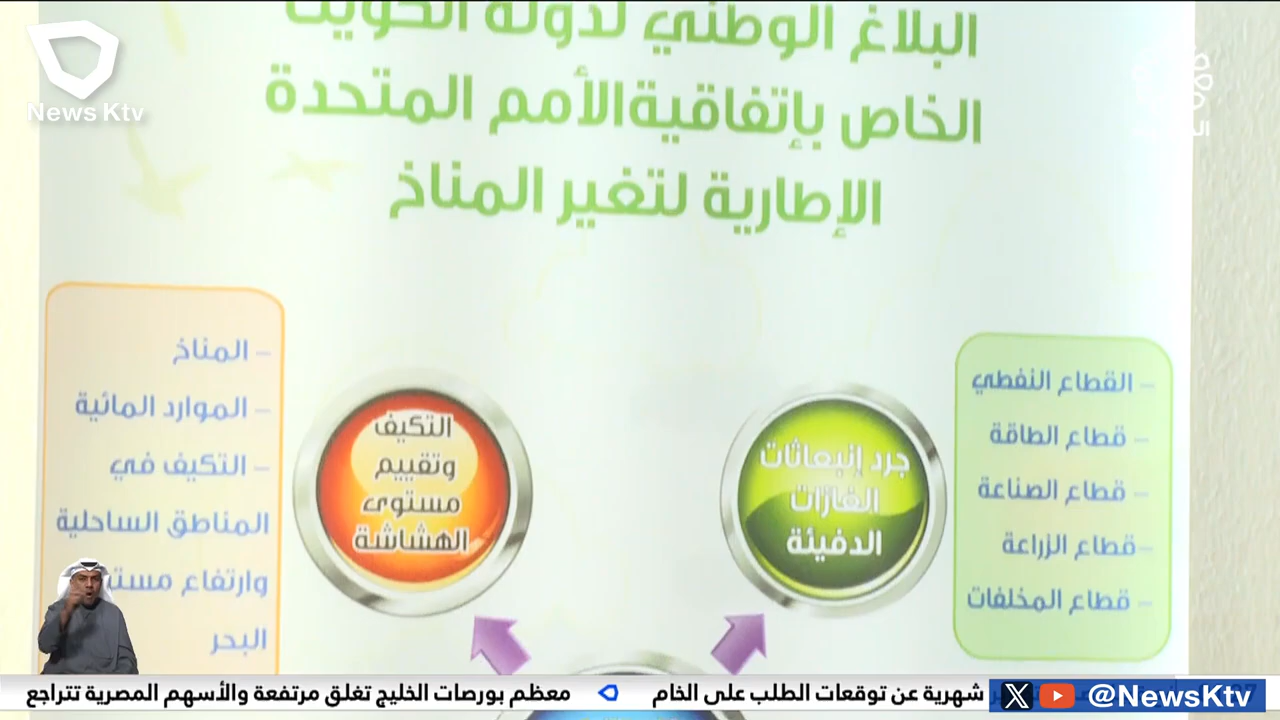 News Ktv
البلاغ الوطني لدولة الكويت
الخاص بإتفاقيةالأمم المتحدة
الإطارية لتغير المناخ
– القطاع النفطي
– قطاع الطاقة
– قطاع الصناعة
– قطاع الزراعة
– قطاع المخلفات
جرد إنبعاثات
الغازات
الدفيئة
التكيف
وتقييم
مستوى
الهشاشة
– المناخ
– الموارد المائية
– التكيف في
المناطق الساحلية
وارتفاع
البحر
@NewsKtv
شهرية عن توقعات الطلب على الخام
معظم بورصات الخليج تغلق مرتفعة والأسهم المصرية تتراجع